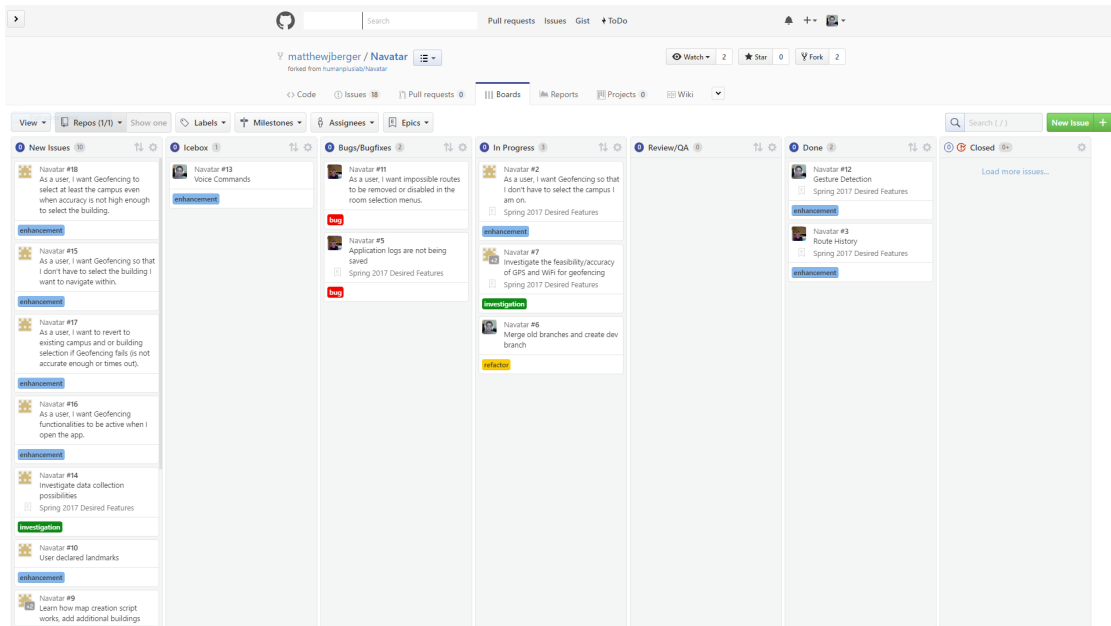 Search
Pull requests Issues Gist ToDo
matthewjberger / Navatar
forked from humanpluslab/Navatar
Watch 2 Star 0 Fork 2
Code Issues 18 Pull requests 0 Boards Reports Projects 0 Wiki
View Repos (1/1) Show one Labels Milestones Assignees Epics Search ( / ) New Issue +
0 New Issues 10
Navatar #18
As a user, I want Geofencing to
select at least the campus even
when accuracy is not high enough
to select the building.
enhancement
Navatar #15
As a user, I want Geofencing so that
I don't have to select the building I
want to navigate within.
enhancement
Navatar #17
As a user, I want to revert to
existing campus and or building
selection if Geofencing fails (is not
accurate enough or times out).
enhancement
Navatar #16
As a user, I want Geofencing
functionalities to be active when I
open the app.
enhancement
Navatar #14
Investigate data collection
possibilities
Spring 2017 Desired Features
investigation
Navatar #10
User declared landmarks
enhancement
Navatar #9
+2
Learn how map creation script
works, add additional buildings
0 Icebox 1
Navatar #13
Voice Commands
enhancement
0 Bugs/Bugfixes 2
Navatar #11
As a user, I want impossible routes
to be removed or disabled in the
room selection menus.
bug
Navatar #5
Application logs are not being
saved
Spring 2017 Desired Features
bug
0 In Progress 3
Navatar #2
As a user, I want Geofencing so that
I don't have to select the campus I
am on.
Spring 2017 Desired Features
enhancement
Navatar #7
+2
Investigate the feasibility/accuracy
of GPS and WiFi for geofencing
Spring 2017 Desired Features
investigation
Navatar #6
Merge old branches and create dev
branch
refactor
0 Review/QA 0
0 Done 2
Navatar #12
Gesture Detection
Spring 2017 Desired Features
enhancement
Navatar #3
Route History
Spring 2017 Desired Features
enhancement
0 Closed 0+
Load more issues...